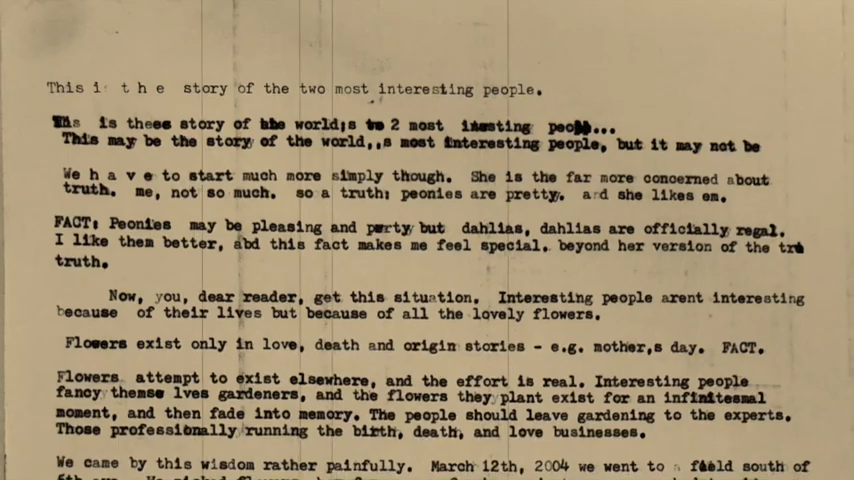 This i t h e story of the two most interesting people.
This is thees story of the world;s to 2 most inesting peop...
This may be the story of the world,,s most interesting people, but it may not be
We h a v e to start much more simply though. She is the far more concerned about
truth. me, not so much. so a truth: peonies are pretty. and she likes em.
FACT: Peonies may be pleasing and party but dahlias, dahlias are officially regal.
I like them better, abd this fact makes me feel special. beyond her version of the tru
truth.
Now, you, dear reader, get this situation. Interesting people arent interesting
because of their lives but because of all the lovely flowers.
Flowers exist only in love, death and origin stories - e.g. mother,s day. FACT.
Flowers attempt to exist elsewhere, and the effort is real. Interesting people
fancy themse lves gardeners, and the flowers they plant exist for an infinitesmal
moment, and then fade into memory. The people should leave gardening to the experts.
Those professionally running the birth, death, and love businesses.
We came by this wisdom rather painfully. March 12th, 2004 we went to a field south of